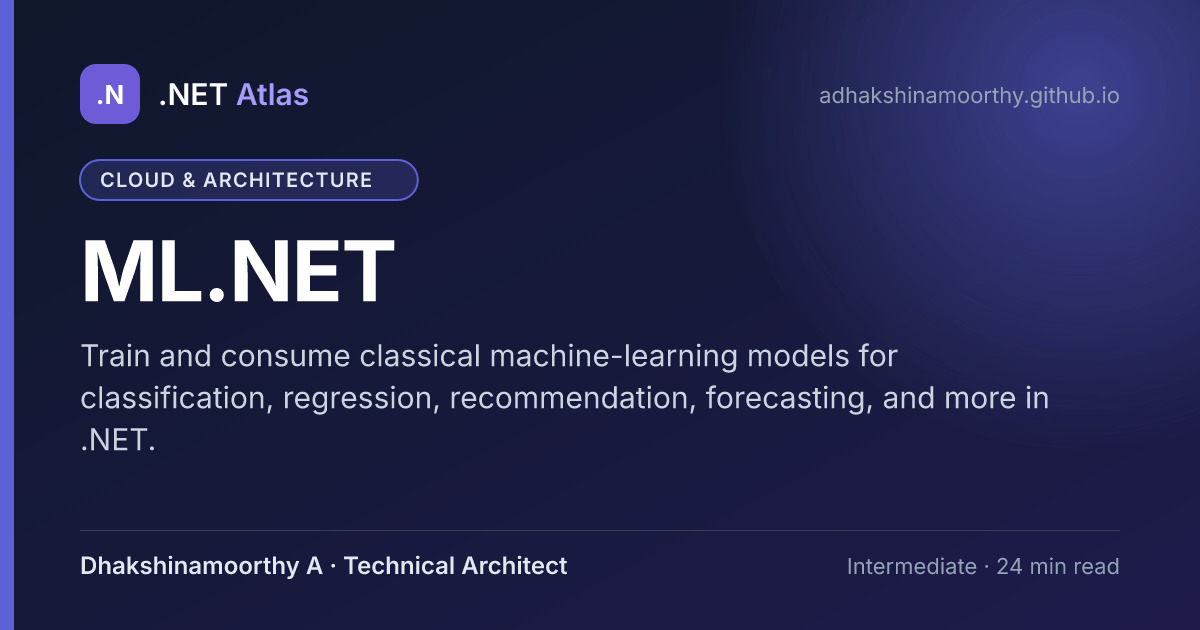 .N
.NET Atlas
adhakshinamoorthy.github.io
CLOUD & ARCHITECTURE
ML.NET
Train and consume classical machine-learning models for
classification, regression, recommendation, forecasting, and more in
.NET.
Dhakshinamoorthy A · Technical Architect
Intermediate · 24 min read